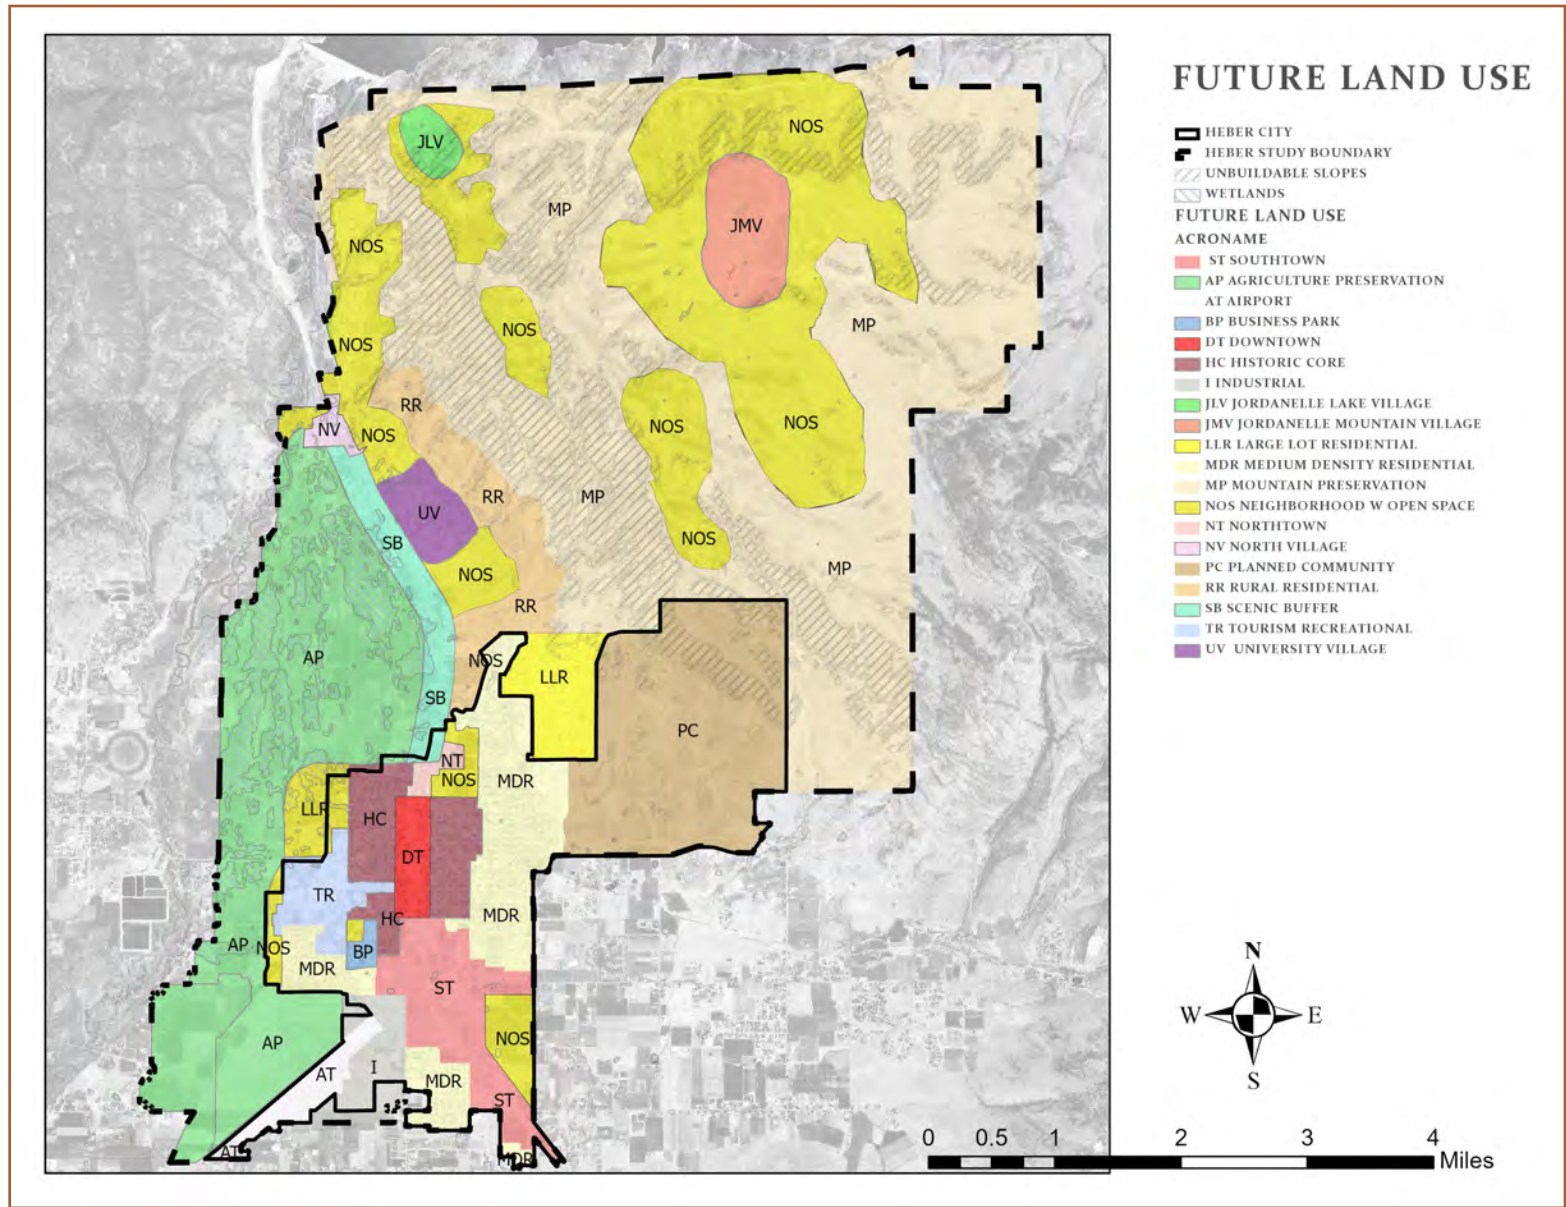 FUTURE LAND USE
HEBER CITY
HEBER STUDY BOUNDARY
UNBUILDABLE SLOPES
WETLANDS
FUTURE LAND USE
ACRONAME
ST SOUTHTOWN
AP AGRICULTURE PRESERVATION
AT AIRPORT
BP BUSINESS PARK
DT DOWNTOWN
HC HISTORIC CORE
I INDUSTRIAL
JLV JORDANELLE LAKE VILLAGE
JMV JORDANELLE MOUNTAIN VILLAGE
LLR LARGE LOT RESIDENTIAL
MDR MEDIUM DENSITY RESIDENTIAL
MP MOUNTAIN PRESERVATION
NOS NEIGHBORHOOD W OPEN SPACE
NT NORTHTOWN
NV NORTH VILLAGE
PC PLANNED COMMUNITY
RR RURAL RESIDENTIAL
SB SCENIC BUFFER
TR TOURISM RECREATIONAL
UV UNIVERSITY VILLAGE
NOS
JLV
MP
JMV
NOS
MP
NOS
NOS
RR
NOS
NOS
NV
NOS
RR
MP
UV
NOS
SB
MP
NOS
RR
AP
NOS
LLR
SB
PC
NT
NOS
MDR
LLR
HC
DT
TR
MDR
HC
AP
NOS
BP
MDR
ST
NOS
AP
I
AT
MDR
ST
AT
MDR
N
W
E
S
0
0.5
1
2
3
4
Miles